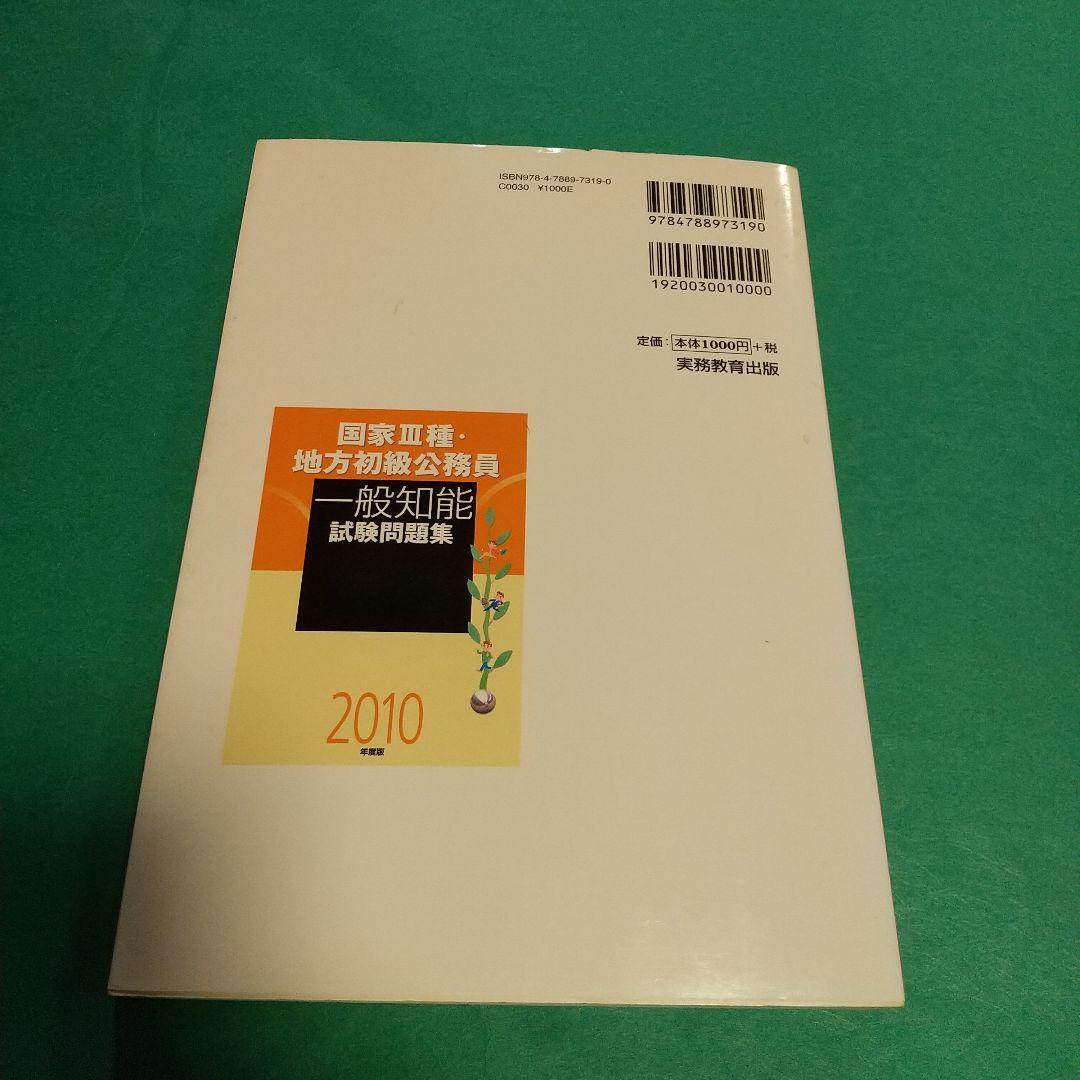 ISBN978-4-7889-7319-0
C0030 ¥1000E
9784788973190
1920030010000
定価：本体1000円+税
実務教育出版
国家Ⅲ種・
地方初級公務員
一般知能
試験問題集
2010
年度版